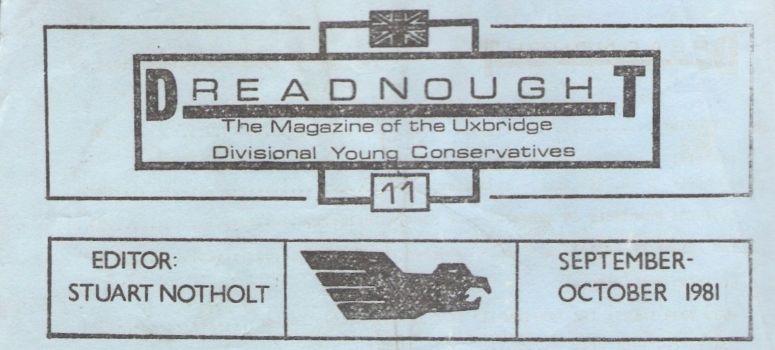 DREADNOUGHT
The Magazine of the Uxbridge
Divisional Young Conservatives
11
EDITOR:
STUART NOTHOLT
SEPTEMBER-
OCTOBER 1981